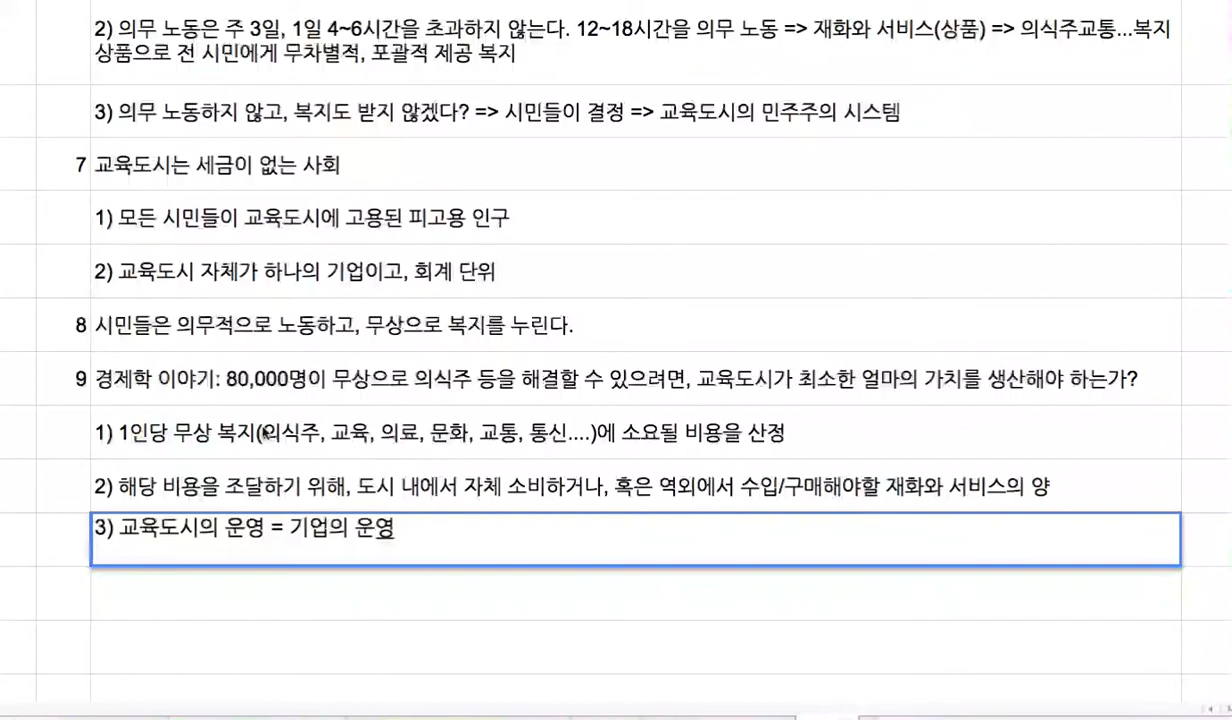 2) 의무 노동은 주 3일, 1일 4~6시간을 초과하지 않는다. 12~18시간을 의무 노동 => 재화와 서비스(상품) => 의식주교통...복지
상품으로 전 시민에게 무차별적, 포괄적 제공 복지
3) 의무 노동하지 않고, 복지도 받지 않겠다? => 시민들이 결정 => 교육도시의 민주주의 시스템
7 교육도시는 세금이 없는 사회
1) 모든 시민들이 교육도시에 고용된 피고용 인구
2) 교육도시 자체가 하나의 기업이고, 회계 단위
8 시민들은 의무적으로 노동하고, 무상으로 복지를 누린다.
9 경제학 이야기: 80,000명이 무상으로 의식주 등을 해결할 수 있으려면, 교육도시가 최소한 얼마의 가치를 생산해야 하는가?
1) 1인당 무상 복지(의식주, 교육, 의료, 문화, 교통, 통신....)에 소요될 비용을 산정
2) 해당 비용을 조달하기 위해, 도시 내에서 자체 소비하거나, 혹은 역외에서 수입/구매해야할 재화와 서비스의 양
3) 교육도시의 운영 = 기업의 운영